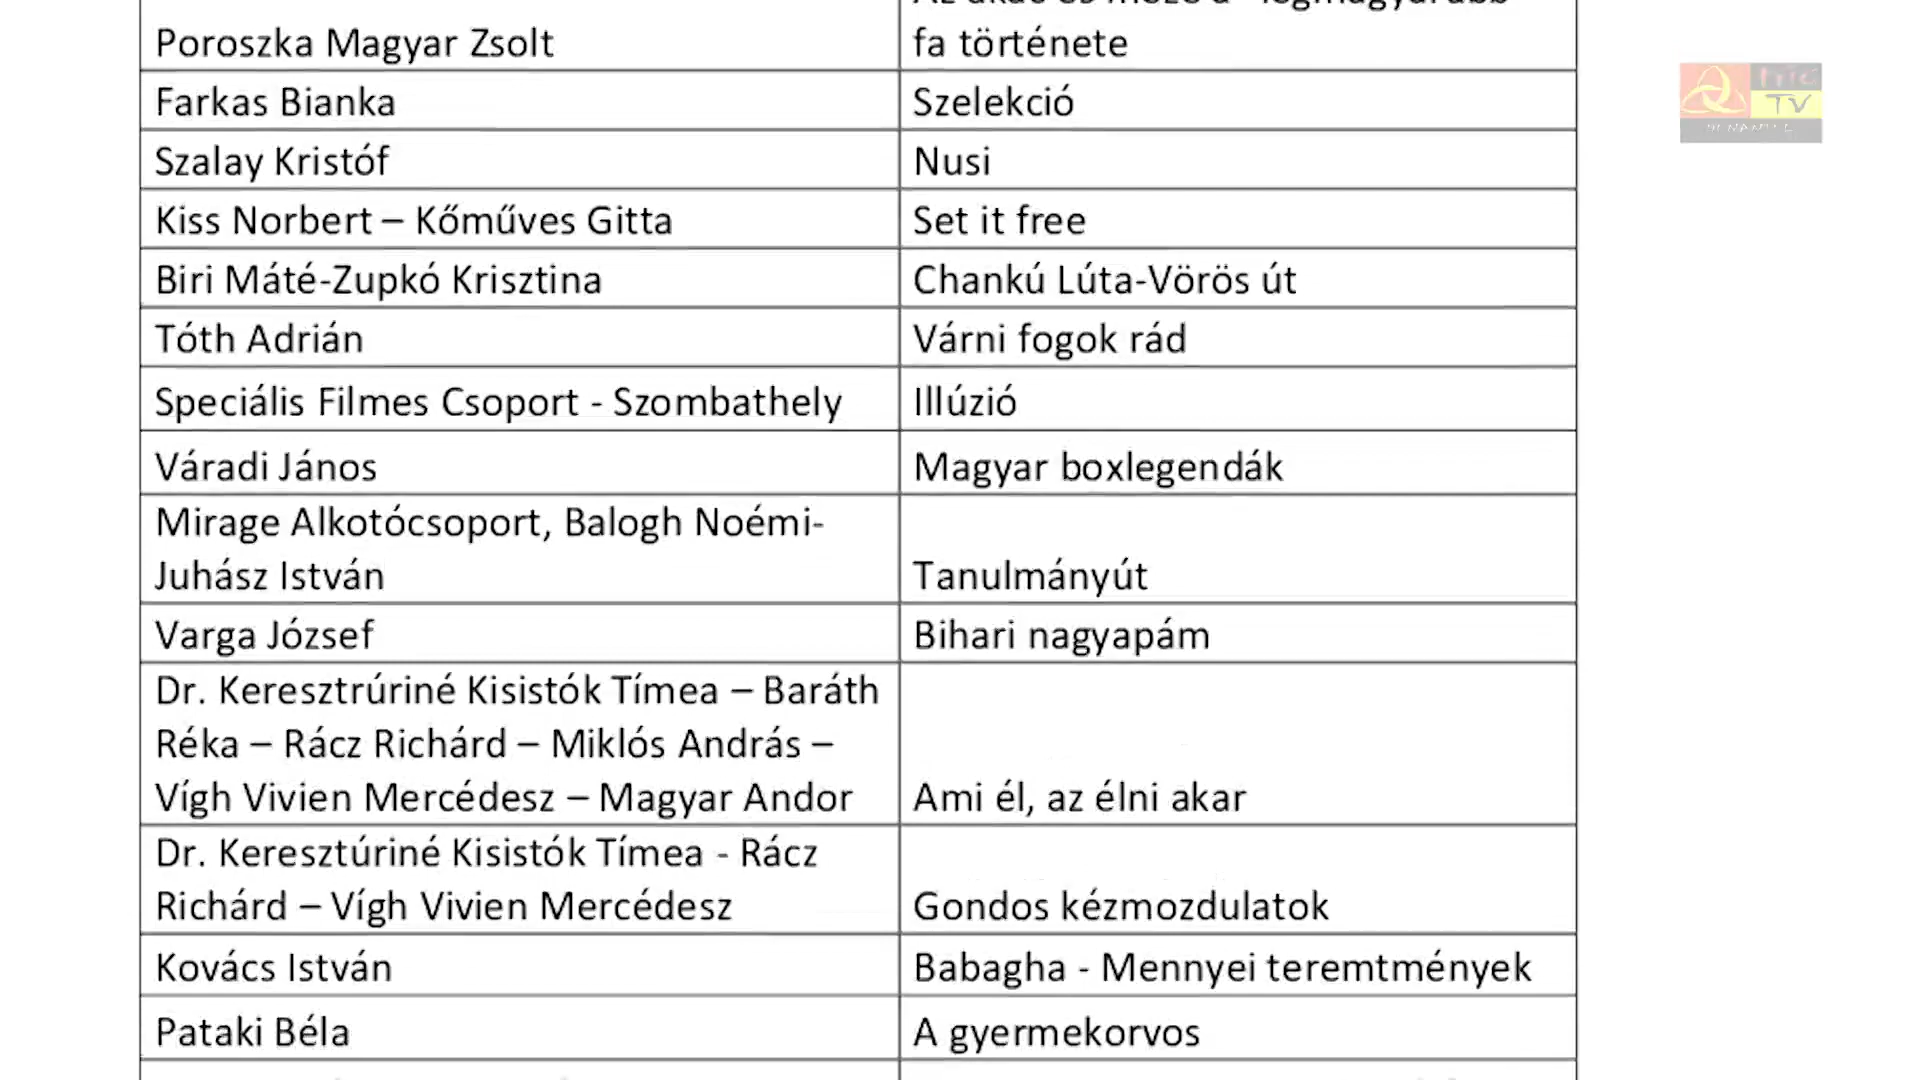 Poroszka Magyar Zsolt
fa története
Farkas Bianka
Szelekció
Szalay Kristóf
Nusi
Kiss Norbert – Kőműves Gitta
Set it free
Biri Máté-Zupkó Krisztina
Chankú Lúta-Vörös út
Tóth Adrián
Várni fogok rád
Speciális Filmes Csoport - Szombathely
Illúzió
Váradi János
Magyar boxlegendák
Mirage Alkotócsoport, Balogh Noémi-
Juhász István
Tanulmányút
Varga József
Bihari nagyapám
Dr. Keresztrúriné Kisistók Tímea – Baráth
Réka – Rácz Richárd – Miklós András –
Vígh Vivien Mercédesz – Magyar Andor
Ami él, az élni akar
Dr. Keresztúriné Kisistók Tímea - Rácz
Richárd – Vígh Vivien Mercédesz
Gondos kézmozdulatok
Kovács István
Babagha - Mennyei teremtmények
Pataki Béla
A gyermekorvos
TV